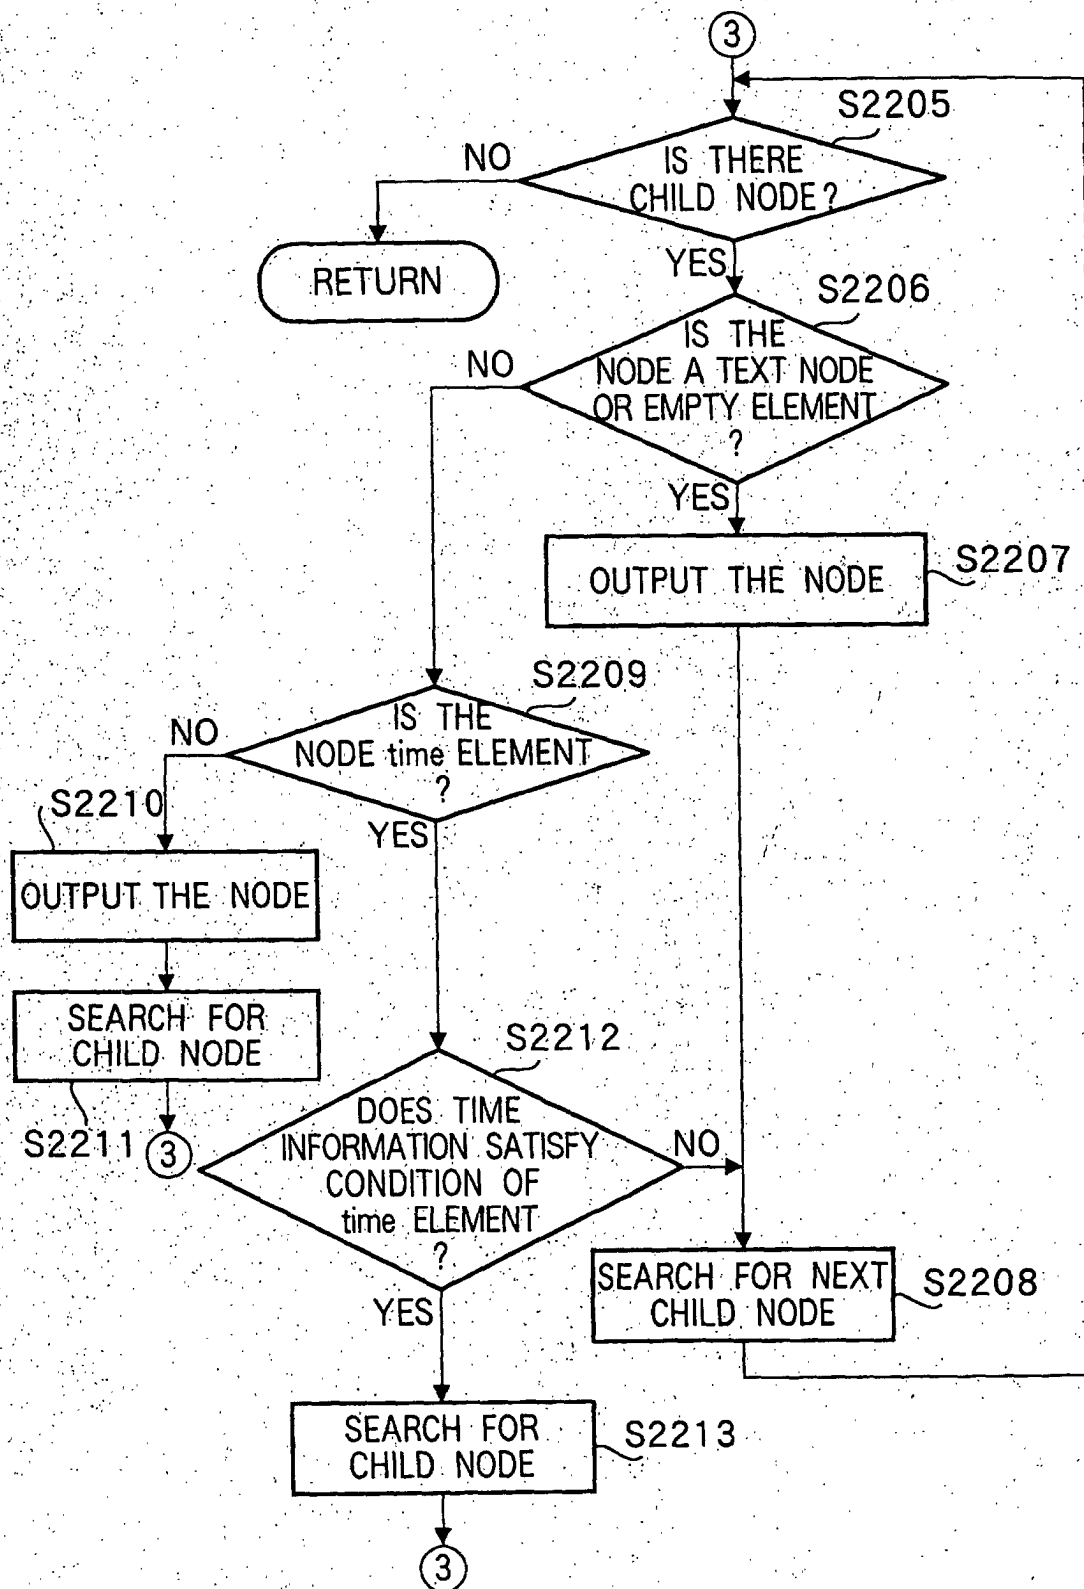 3
S2205
NO
IS THERE
CHILD NODE?
RETURN
YES
S2206
IS THE
NODE A TEXT NODE
OR EMPTY ELEMENT
?
NO
YES
OUTPUT THE NODE
S2207
S2209
IS THE
NODE time ELEMENT
?
NO
S2210
YES
OUTPUT THE NODE
SEARCH FOR
CHILD NODE
S2211
3
S2212
DOES TIME
INFORMATION SATISFY
CONDITION OF
time ELEMENT
?
NO
YES
SEARCH FOR NEXT
CHILD NODE
S2208
SEARCH FOR
CHILD NODE
S2213
3